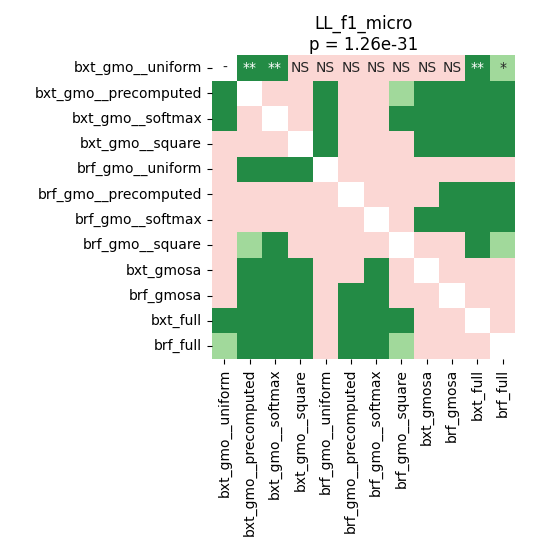 LL_f1_micro
p = 1.26e-31
bxt_gmo__uniform - ** ** NS NS NS NS NS NS NS ** *
bxt_gmo__precomputed
bxt_gmo__softmax
bxt_gmo__square
brf_gmo__uniform
brf_gmo__precomputed
brf_gmo__softmax
brf_gmo__square
bxt_gmosa
brf_gmosa
bxt_full
brf_full
bxt_gmo__uniform
bxt_gmo__precomputed
bxt_gmo__softmax
bxt_gmo__square
brf_gmo__uniform
brf_gmo__precomputed
brf_gmo__softmax
brf_gmo__square
bxt_gmosa
brf_gmosa
bxt_full
brf_full